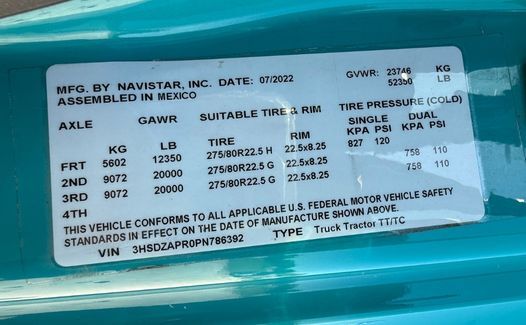 MFG. BY NAVISTAR, INC. DATE: 07/2022 GVWR: 23746 KG
ASSEMBLED IN MEXICO 52350 LB
AXLE GAWR SUITABLE TIRE & RIM TIRE PRESSURE (COLD)
SINGLE DUAL
KG LB TIRE RIM KPA PSI KPA PSI
FRT 5602 12350 275/80R22.5 H 22.5x8.25 827 120
2ND 9072 20000 275/80R22.5 G 22.5x8.25 758 110
3RD 9072 20000 275/80R22.5 G 22.5x8.25 758 110
4TH
THIS VEHICLE CONFORMS TO ALL APPLICABLE U.S. FEDERAL MOTOR VEHICLE SAFETY
STANDARDS IN EFFECT ON THE DATE OF MANUFACTURE SHOWN ABOVE.
VIN 3HSDZAPR0PN786392 TYPE Truck Tractor TT/TC